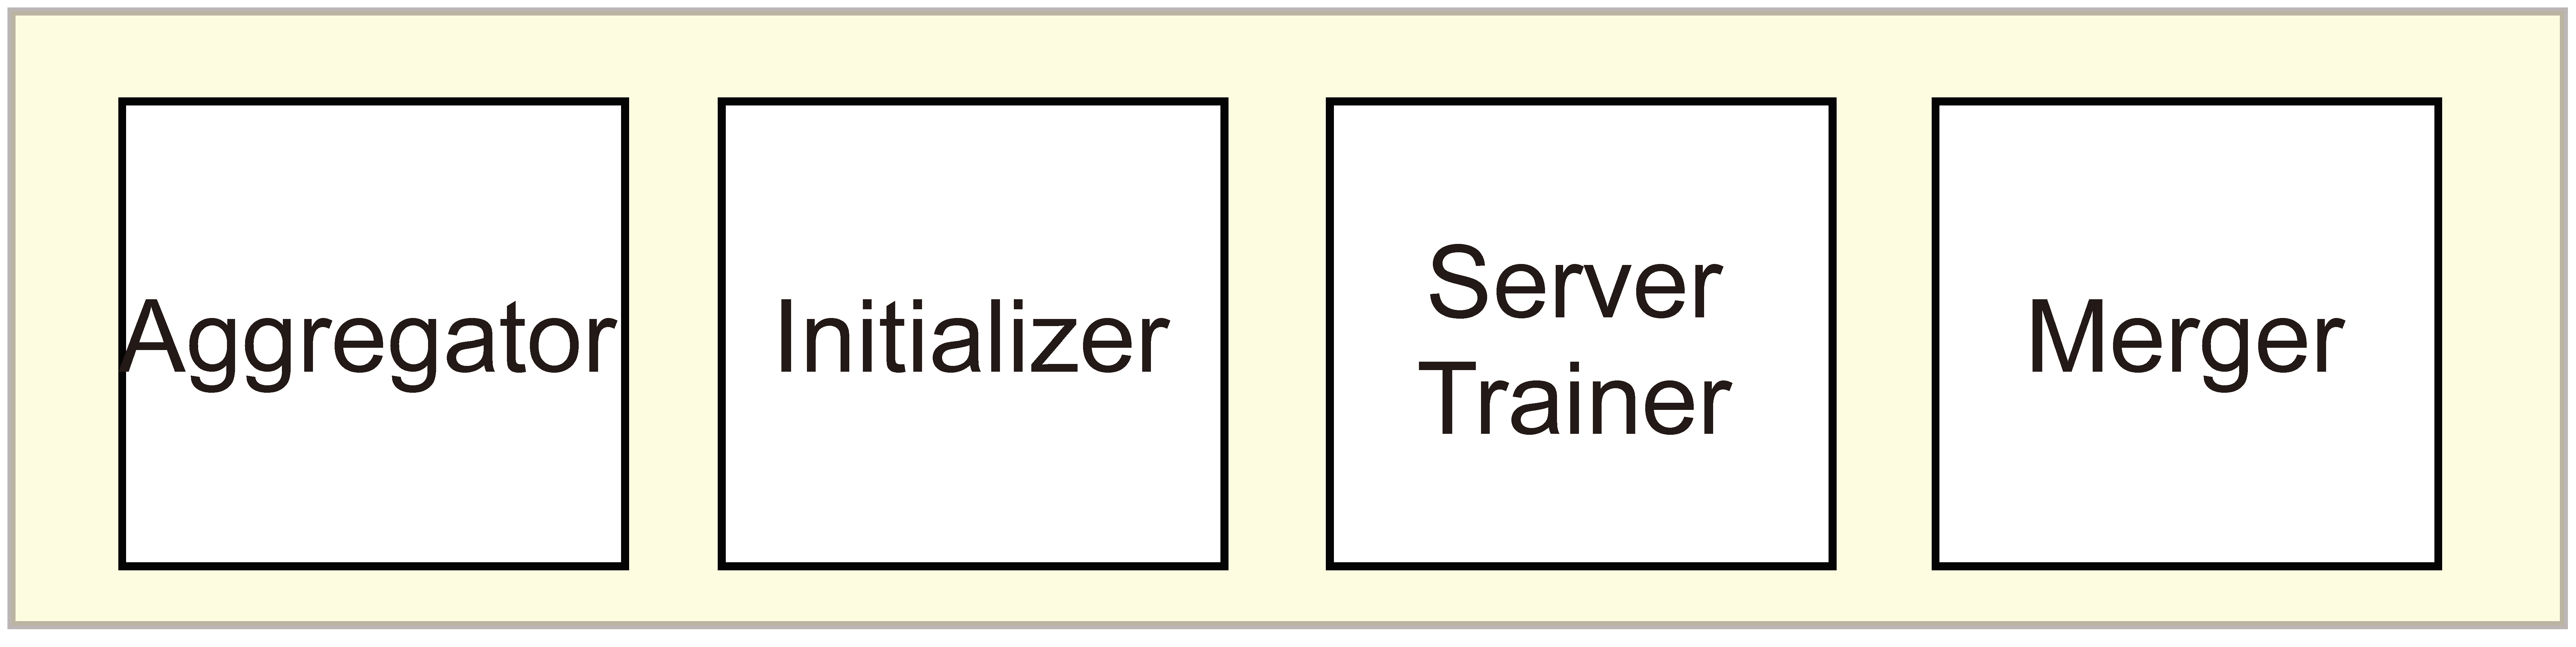 Aggregator
Initializer
Server
Trainer
Merger